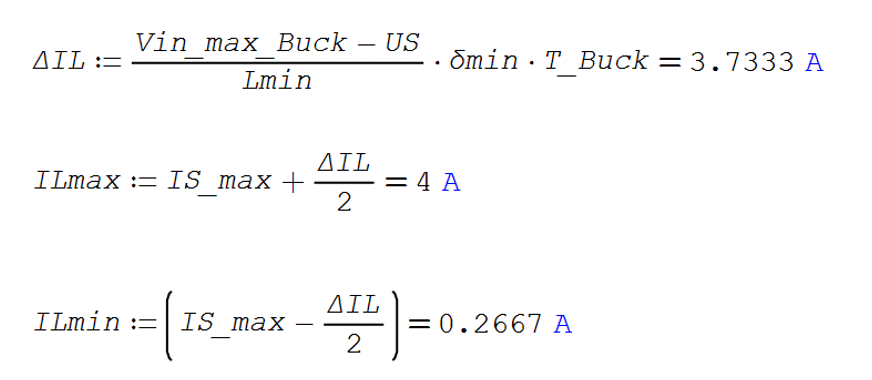 ΔIL := (Vin_max_Buck − US)/Lmin · δmin · T_Buck = 3.7333 A
ILmax := IS_max + ΔIL/2 = 4 A
ILmin := (IS_max − ΔIL/2) = 0.2667 A